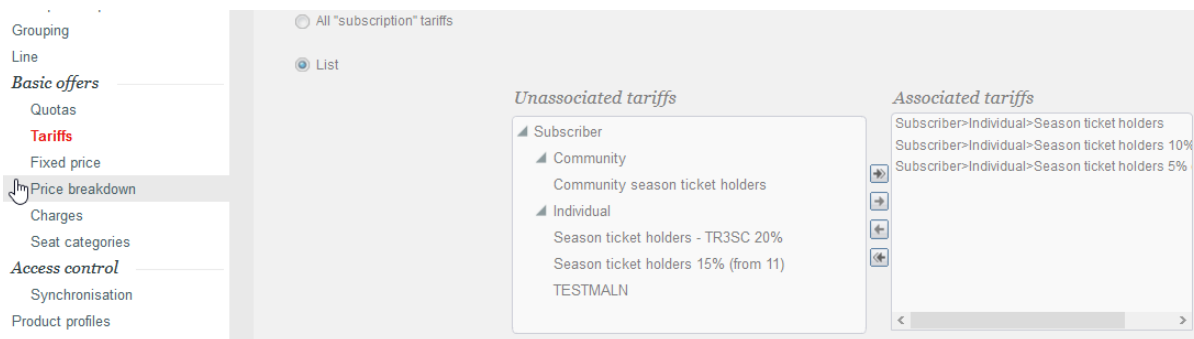 All "subscription" tariffs
Grouping
Line
List
Basic offers
Quotas
Tariffs
Fixed price
Price breakdown
Charges
Seat categories
Access control
Synchronisation
Product profiles
Unassociated tariffs
Subscriber
Community
Community season ticket holders
Individual
Season ticket holders - TR3SC 20%
Season ticket holders 15% (from 11)
TESTMALN
Associated tariffs
Subscriber>Individual>Season ticket holders
Subscriber>Individual>Season ticket holders 10%
Subscriber>Individual>Season ticket holders 5%